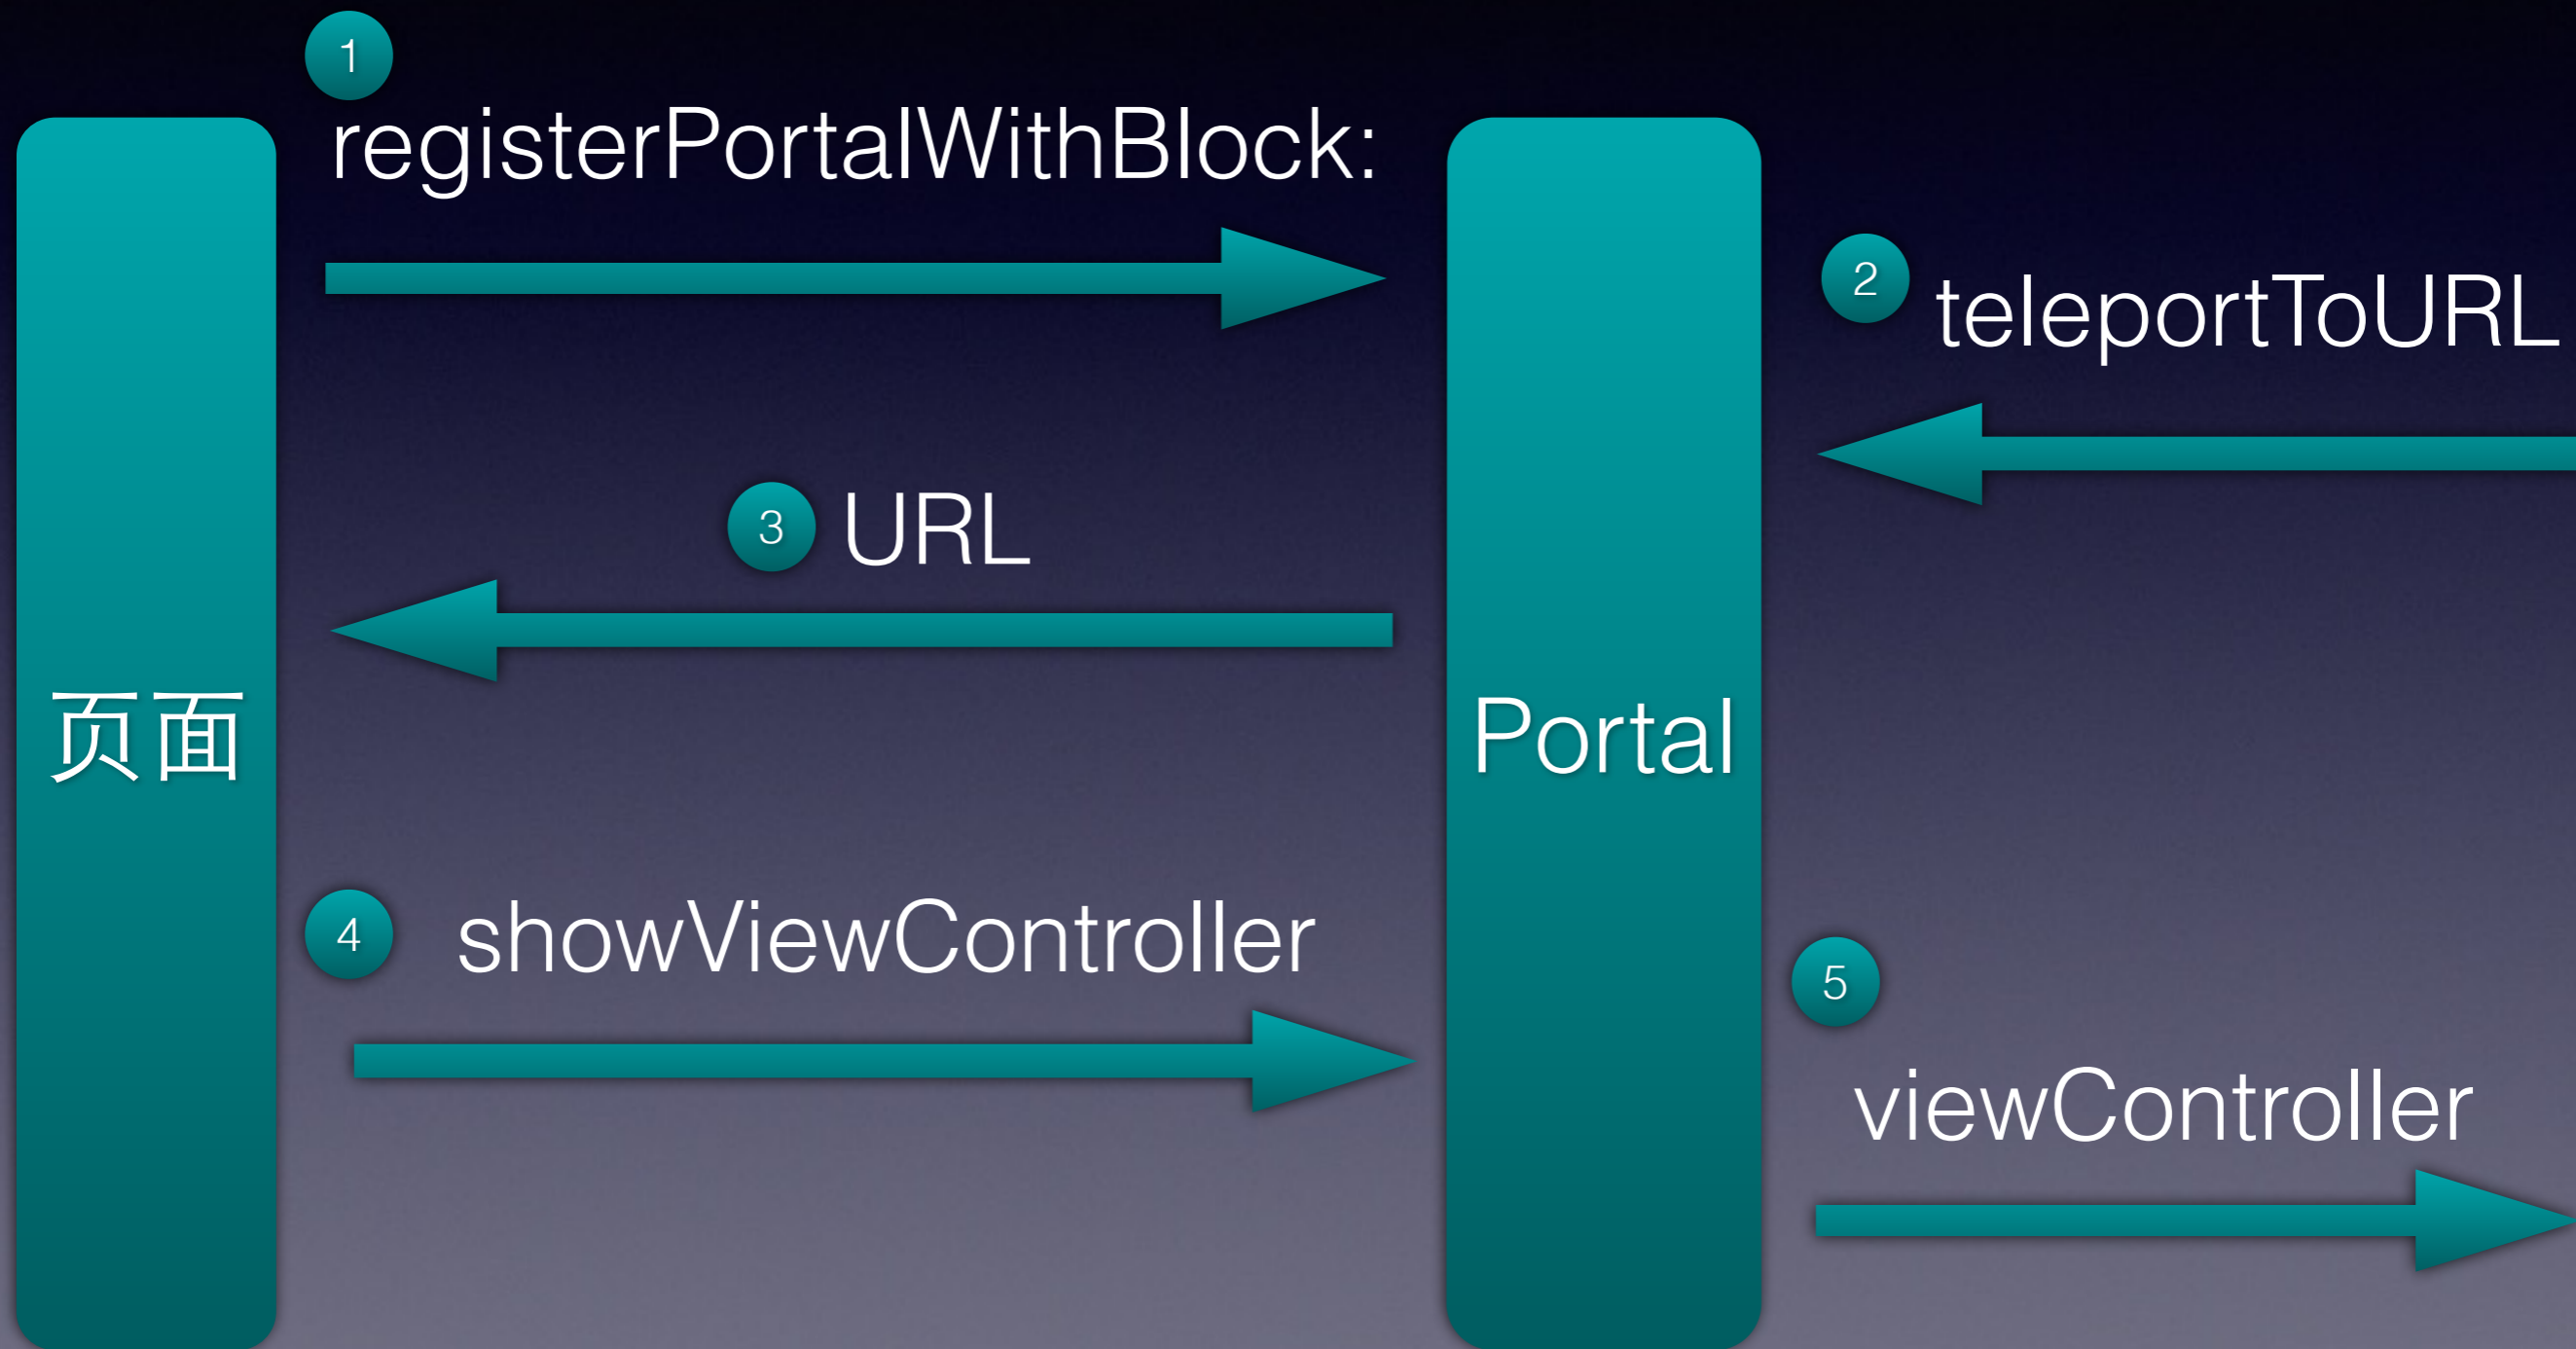 1
registerPortalWithBlock:
2
teleportToURL
3
URL
页面
Portal
4
showViewController
5
viewController